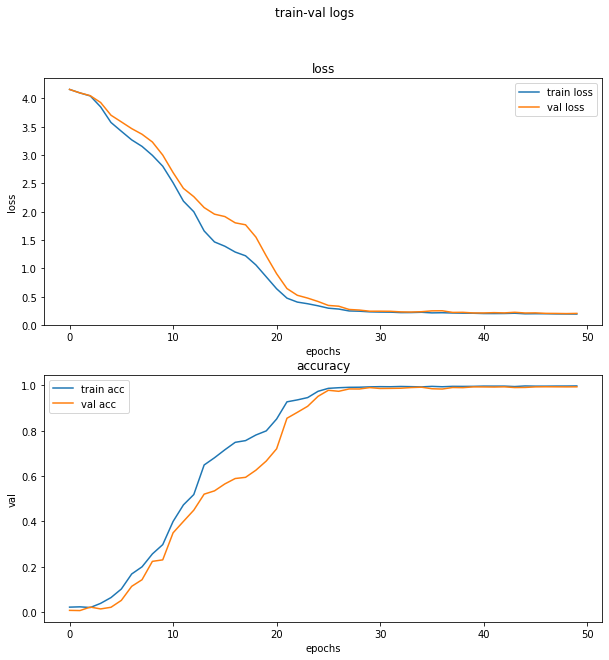 train-val logs
loss
4.0
3.5
3.0
2.5
2.0
1.5
1.0
0.5
0.0
loss
train loss
val loss
0 10 20 30 40 50
epochs
accuracy
1.0
0.8
0.6
0.4
0.2
0.0
val
train acc
val acc
0 10 20 30 40 50
epochs